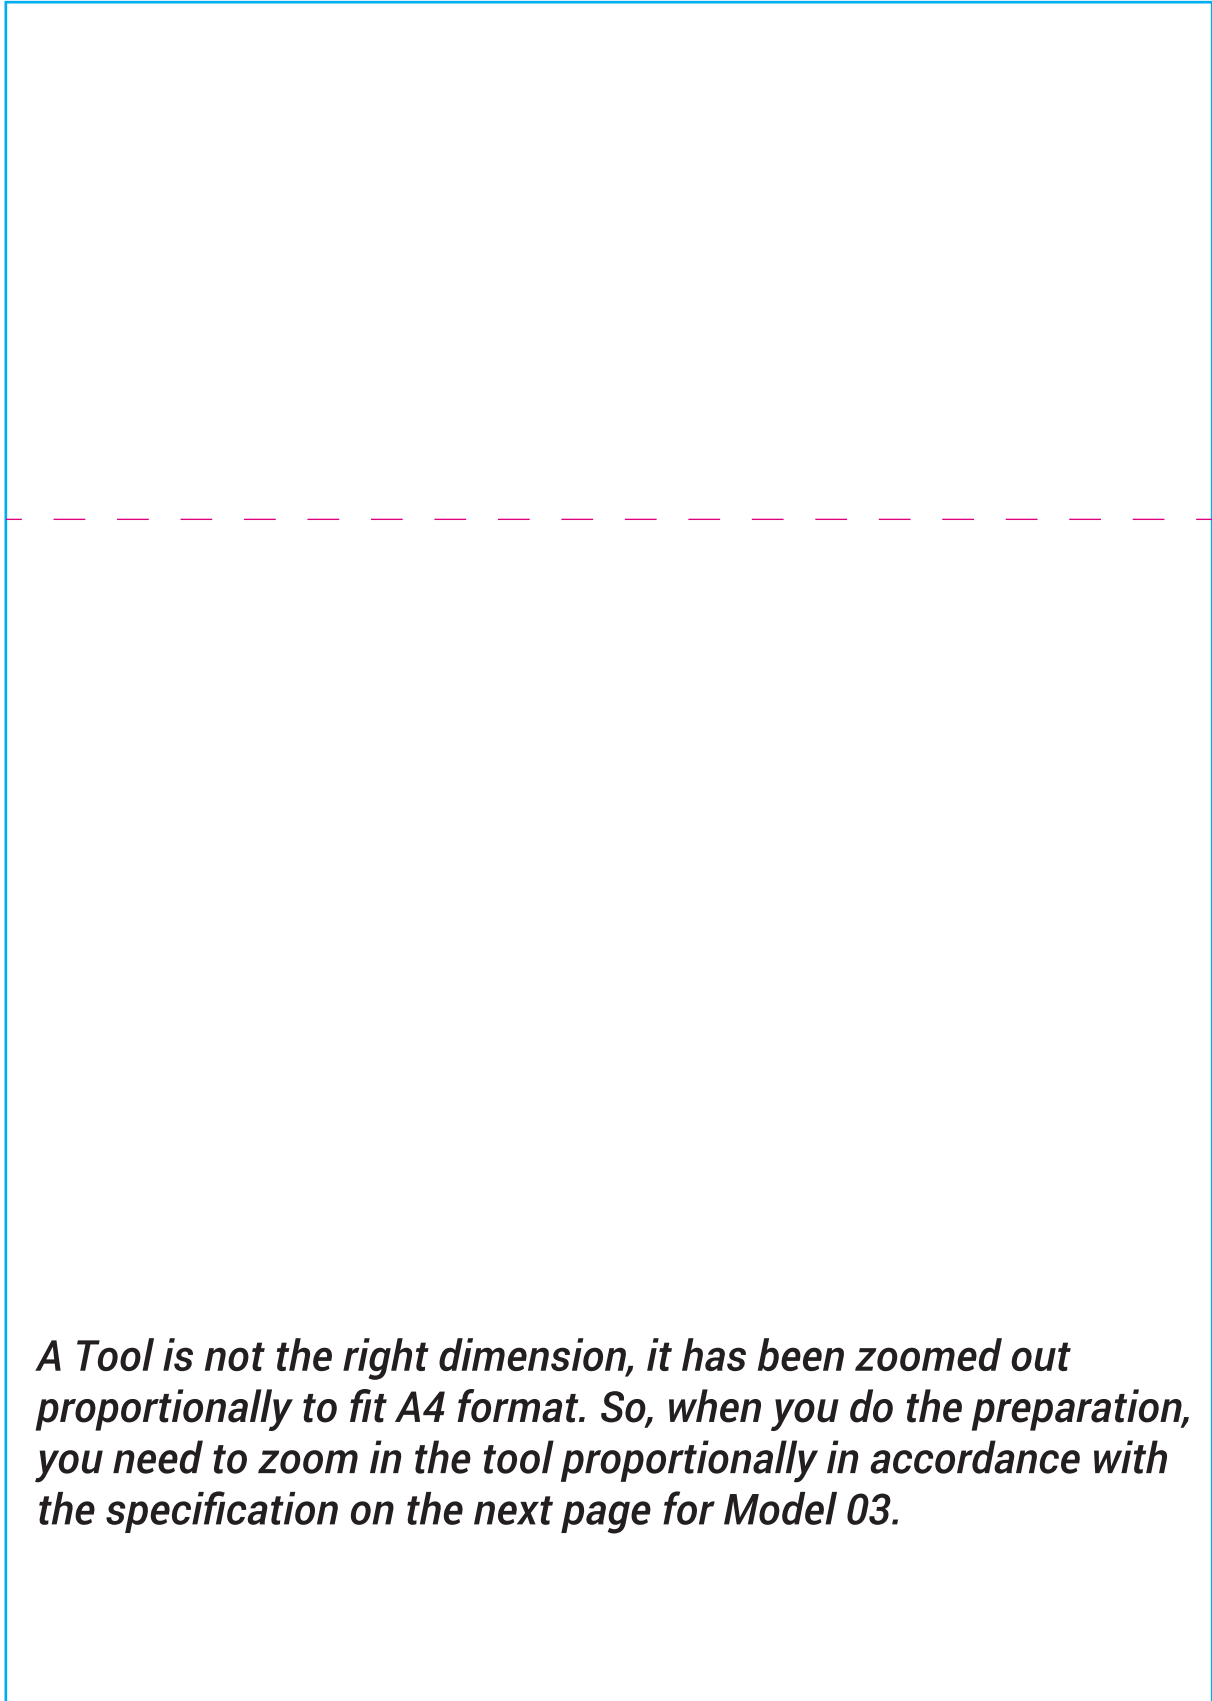 A Tool is not the right dimension, it has been zoomed out
proportionally to fit A4 format. So, when you do the preparation,
you need to zoom in the tool proportionally in accordance with
the specification on the next page for Model 03.